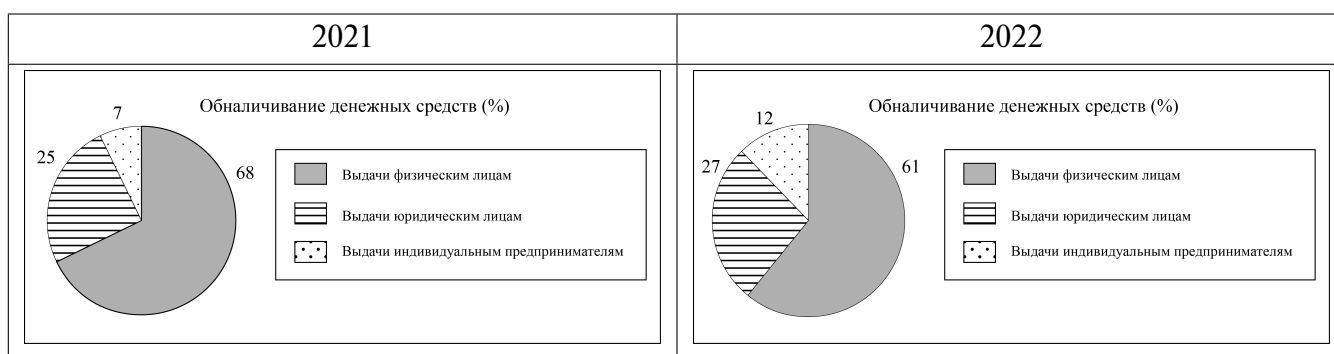 2021
Обналичивание денежных средств (%)
7
25
68
Выдачи физическим лицам
Выдачи юридическим лицам
Выдачи индивидуальным предпринимателям
2022
Обналичивание денежных средств (%)
12
27
61
Выдачи физическим лицам
Выдачи юридическим лицам
Выдачи индивидуальным предпринимателям